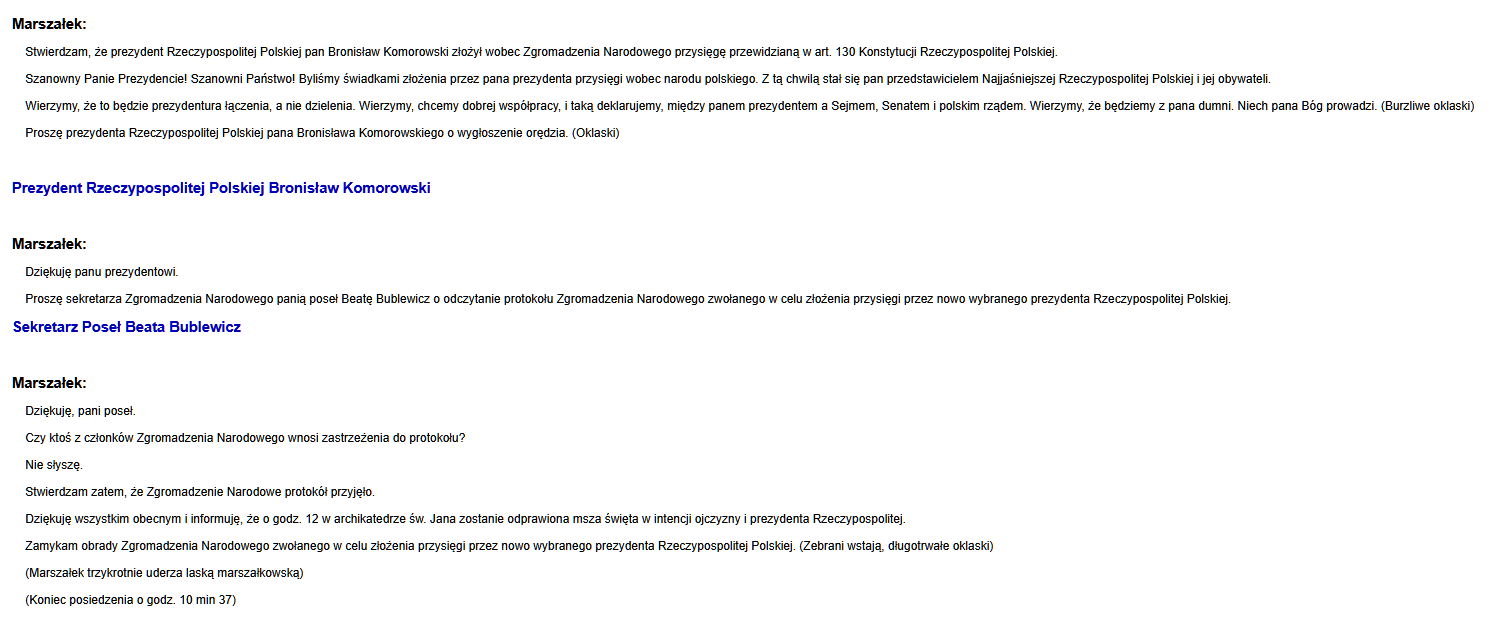 Marszałek:
Stwierdzam, że prezydent Rzeczypospolitej Polskiej pan Bronisław Komorowski złożył wobec Zgromadzenia Narodowego przysięgę przewidzianą w art. 130 Konstytucji Rzeczypospolitej Polskiej.
Szanowny Panie Prezydencie! Szanowni Państwo! Byliśmy świadkami złożenia przez pana prezydenta przysięgi wobec narodu polskiego. Z tą chwilą stał się pan przedstawicielem Najjaśniejszej Rzeczypospolitej Polskiej i jej obywateli.
Wierzymy, że to będzie prezydentura łączenia, a nie dzielenia. Wierzymy, chcemy dobrej współpracy, i taką deklarujemy, między panem prezydentem a Sejmem, Senatem i polskim rządem. Wierzymy, że będziemy z pana dumni. Niech pana Bóg prowadzi. (Burzliwe oklaski)
Proszę prezydenta Rzeczypospolitej Polskiej pana Bronisława Komorowskiego o wygłoszenie orędzia. (Oklaski)
Prezydent Rzeczypospolitej Polskiej Bronisław Komorowski
Marszałek:
Dziękuję panu prezydentowi.
Proszę sekretarza Zgromadzenia Narodowego panią poseł Beatę Bublewicz o odczytanie protokołu Zgromadzenia Narodowego zwołanego w celu złożenia przysięgi przez nowo wybranego prezydenta Rzeczypospolitej Polskiej.
Sekretarz Poseł Beata Bublewicz
Marszałek:
Dziękuję, pani poseł.
Czy ktoś z członków Zgromadzenia Narodowego wnosi zastrzeżenia do protokołu?
Nie słyszę.
Stwierdzam zatem, że Zgromadzenie Narodowe protokół przyjęło.
Dziękuję wszystkim obecnym i informuję, że o godz. 12 w archikatedrze św. Jana zostanie odprawiona msza święta w intencji ojczyzny i prezydenta Rzeczypospolitej.
Zamykam obrady Zgromadzenia Narodowego zwołanego w celu złożenia przysięgi przez nowo wybranego prezydenta Rzeczypospolitej Polskiej. (Zebrani wstają, długotrwałe oklaski)
(Marszałek trzykrotnie uderza laską marszałkowską)
(Koniec posiedzenia o godz. 10 min 37)